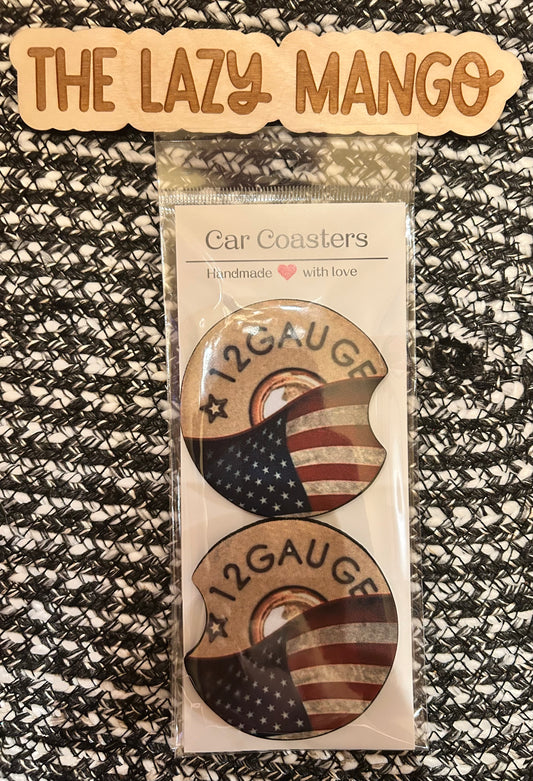 THE LAZY MANGO
Car Coasters
Handmade ❤ with love
12GAUGE
12GAUGE